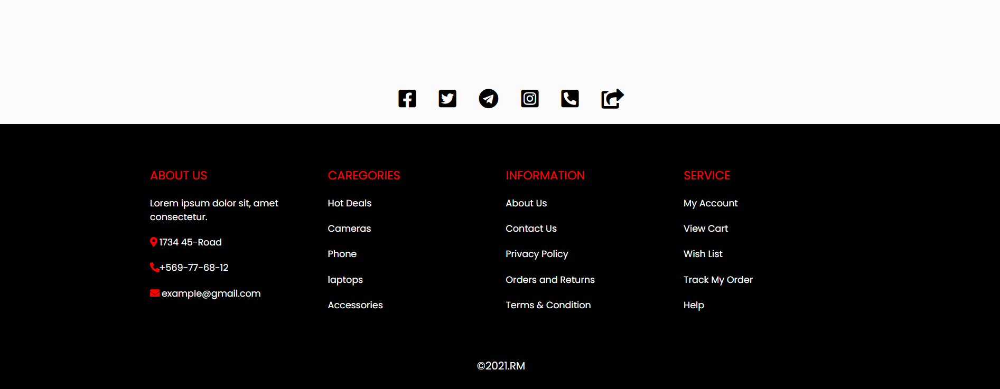 ABOUT US
Lorem ipsum dolor sit, amet
consectetur.
1734 45-Road
+569-77-68-12
example@gmail.com
CAREGORIES
Hot Deals
Cameras
Phone
laptops
Accessories
INFORMATION
About Us
Contact Us
Privacy Policy
Orders and Returns
Terms & Condition
SERVICE
My Account
View Cart
Wish List
Track My Order
Help
©2021.RM